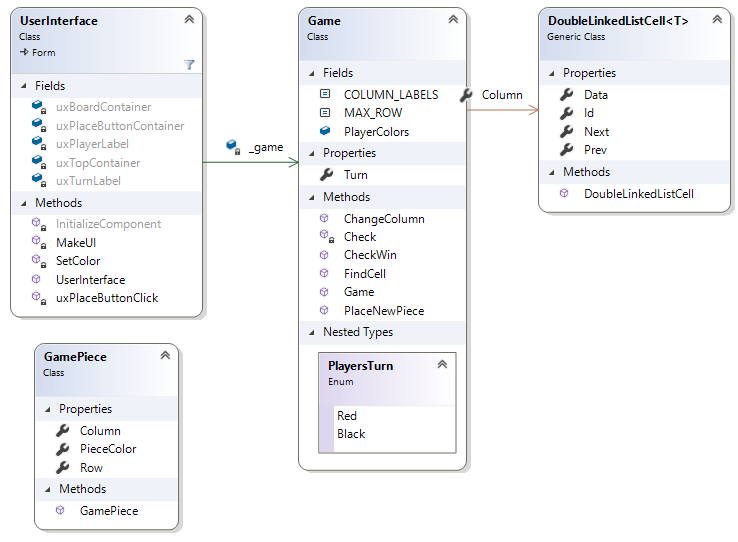 UserInterface
Class
Form
Fields
uxBoardContainer
uxPlaceButtonContainer
uxPlayerLabel
uxTopContainer
uxTurnLabel
Methods
InitializeComponent
MakeUI
SetColor
UserInterface
uxPlaceButtonClick
_game
Game
Class
Fields
COLUMN_LABELS
MAX_ROW
PlayerColors
Properties
Turn
Methods
ChangeColumn
Check
CheckWin
FindCell
Game
PlaceNewPiece
Nested Types
PlayersTurn
Enum
Red
Black
Column
DoubleLinkedListCell<T>
Generic Class
Properties
Data
Id
Next
Prev
Methods
DoubleLinkedListCell
GamePiece
Class
Properties
Column
PieceColor
Row
Methods
GamePiece